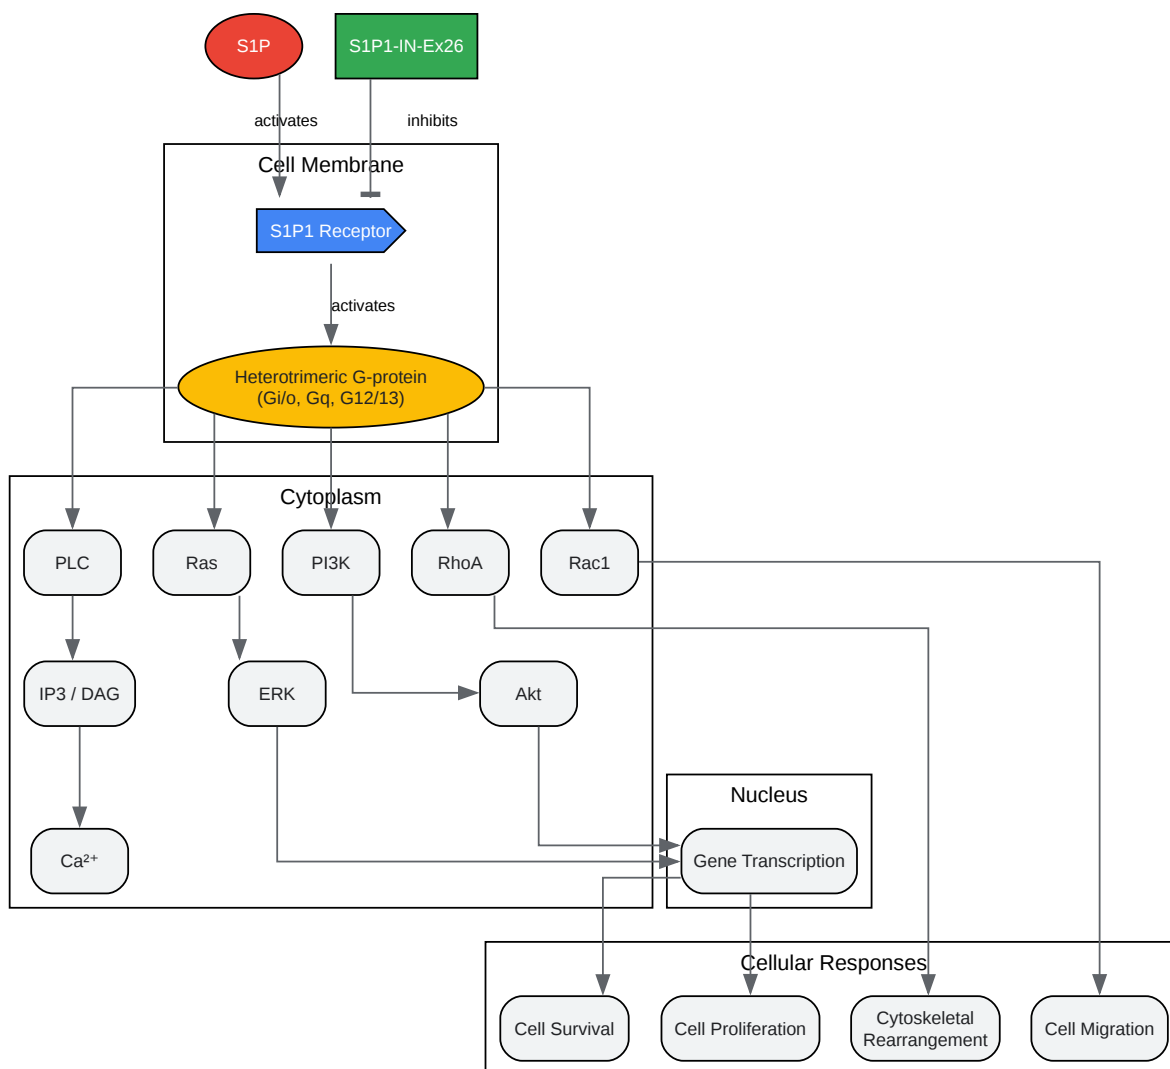 S1P
S1P1-IN-Ex26
activates
inhibits
Cell Membrane
S1P1 Receptor
activates
Heterotrimeric G-protein
(Gi/o, Gq, G12/13)
Cytoplasm
PLC
Ras
PI3K
RhoA
Rac1
IP3 / DAG
ERK
Akt
Nucleus
Ca²⁺
Gene Transcription
Cellular Responses
Cell Survival
Cell Proliferation
Cytoskeletal
Rearrangement
Cell Migration